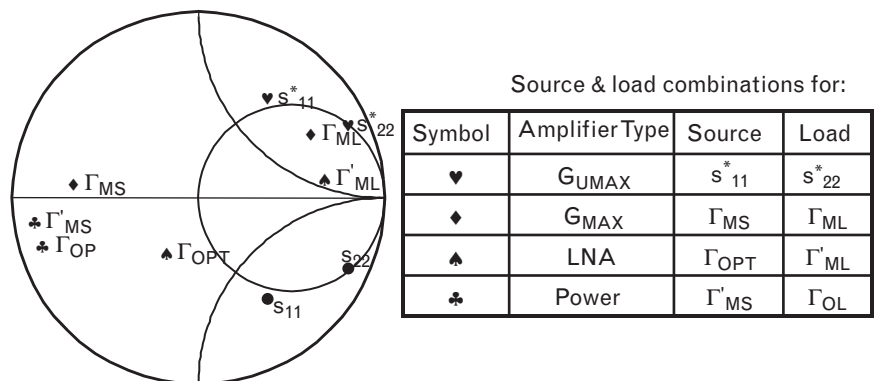 s*11
s*22
ΓML
Γ'ML
ΓMS
Γ'MS
ΓOP
ΓOPT
s22
s11
Source & load combinations for:
Symbol Amplifier Type Source Load
♥ GUMAX s*11 s*22
♦ GMAX ΓMS ΓML
♠ LNA ΓOPT Γ'ML
♣ Power Γ'MS ΓOL